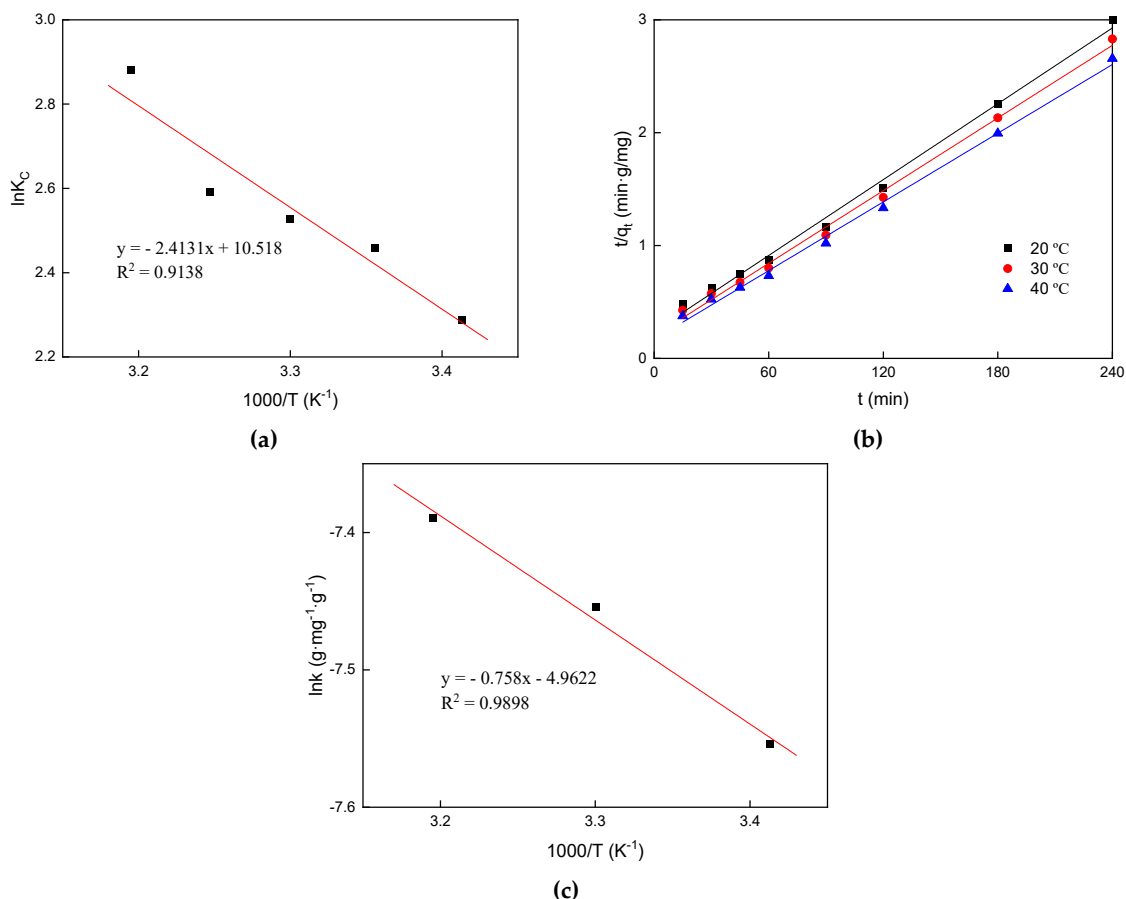 3.0
2.8
2.6
2.4
2.2
lnK_C
y = - 2.4131x + 10.518
R² = 0.9138
3.2
3.3
3.4
1000/T (K⁻¹)
(a)
3
2
1
0
t/q_t (min·g/mg)
20 ºC
30 ºC
40 ºC
0
60
120
180
240
t (min)
(b)
-7.4
-7.5
-7.6
lnk (g·mg⁻¹·g⁻¹)
y = - 0.758x - 4.9622
R² = 0.9898
3.2
3.3
3.4
1000/T (K⁻¹)
(c)